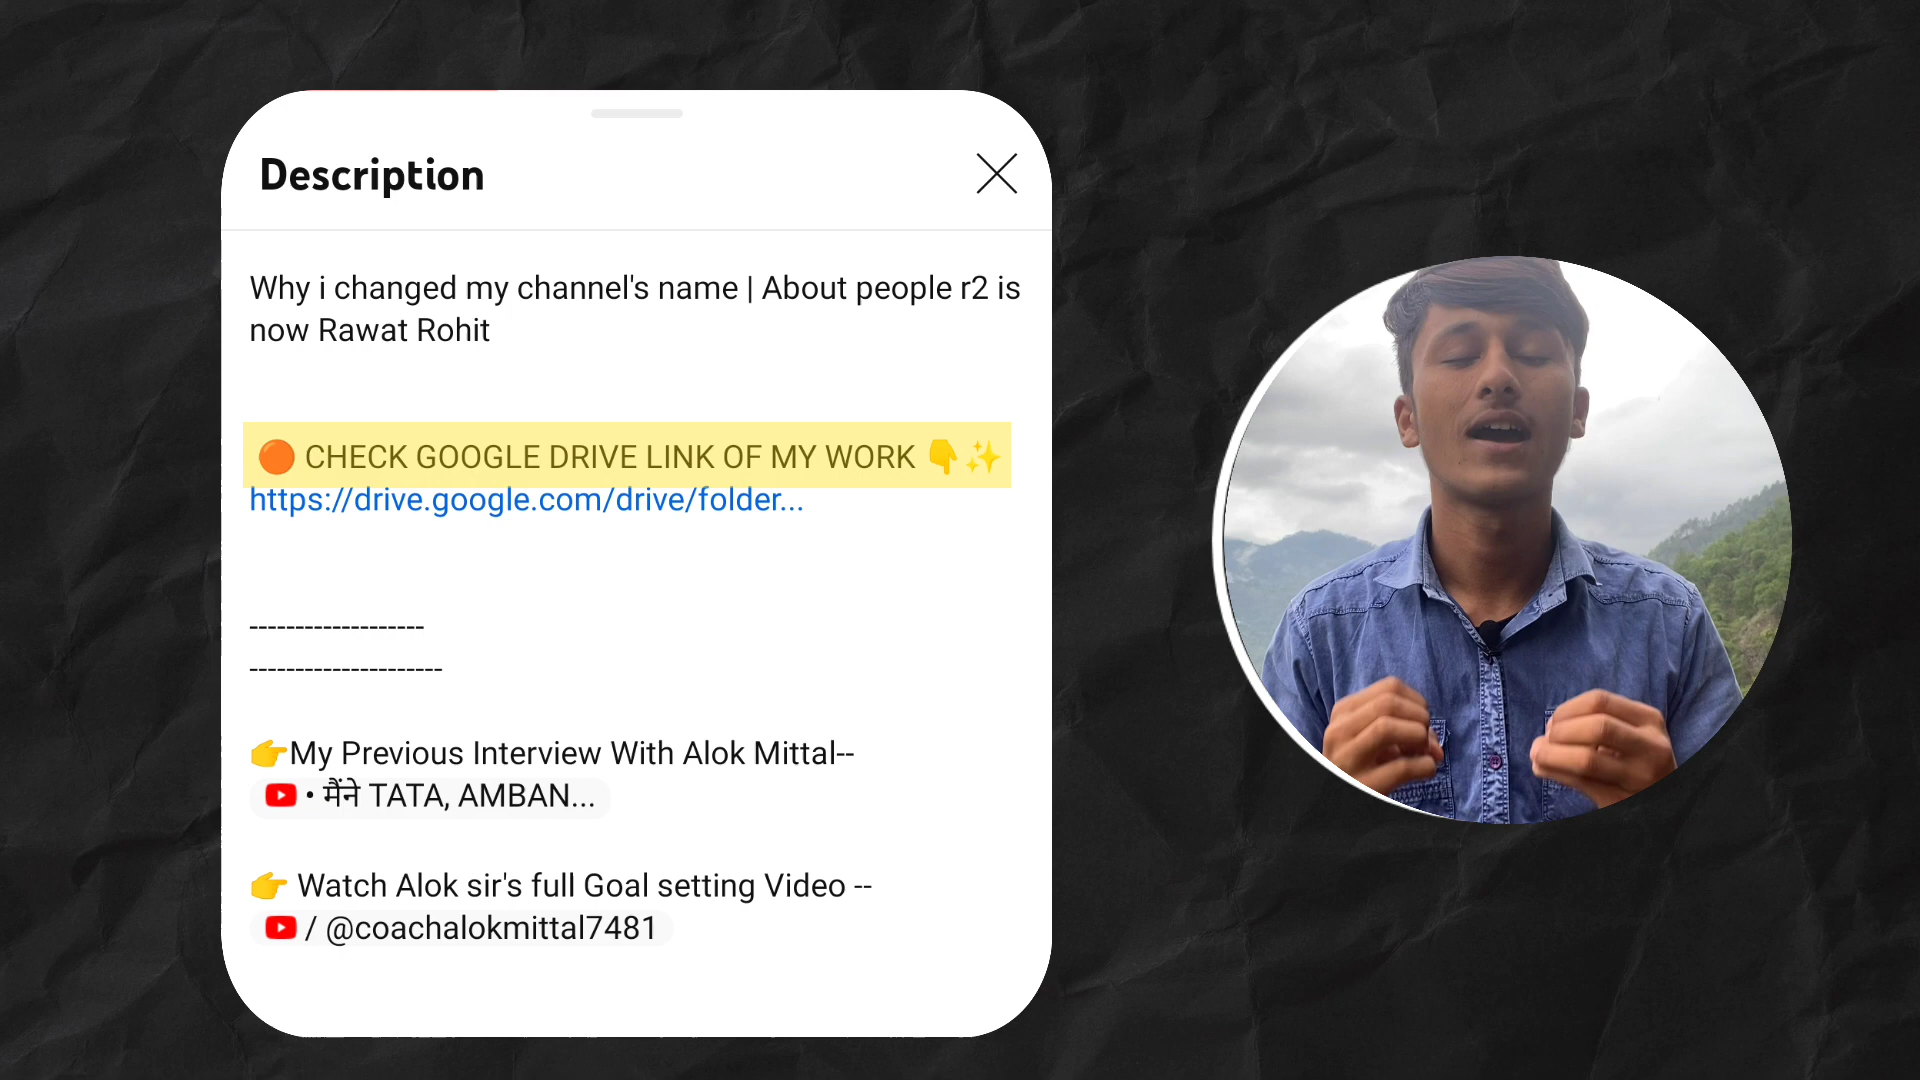 Description
Why i changed my channel's name | About people r2 is
now Rawat Rohit
🟠 CHECK GOOGLE DRIVE LINK OF MY WORK 👇✨
https://drive.google.com/drive/folder...
-------------------
---------------------
👉My Previous Interview With Alok Mittal--
• मैंने TATA, AMBAN...
👉 Watch Alok sir's full Goal setting Video --
/ @coachalokmittal7481